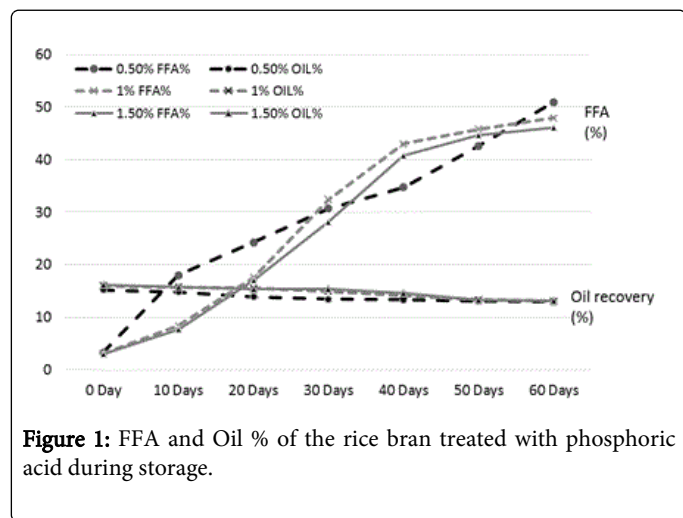 60
50
40
30
20
10
0
0.50% FFA% 0.50% OIL%
1% FFA% 1% OIL%
1.50% FFA% 1.50% OIL%
FFA
(%)
Oil recovery
(%)
0 Day 10 Days 20 Days 30 Days 40 Days 50 Days 60 Days
Figure 1: FFA and Oil % of the rice bran treated with phosphoric
acid during storage.